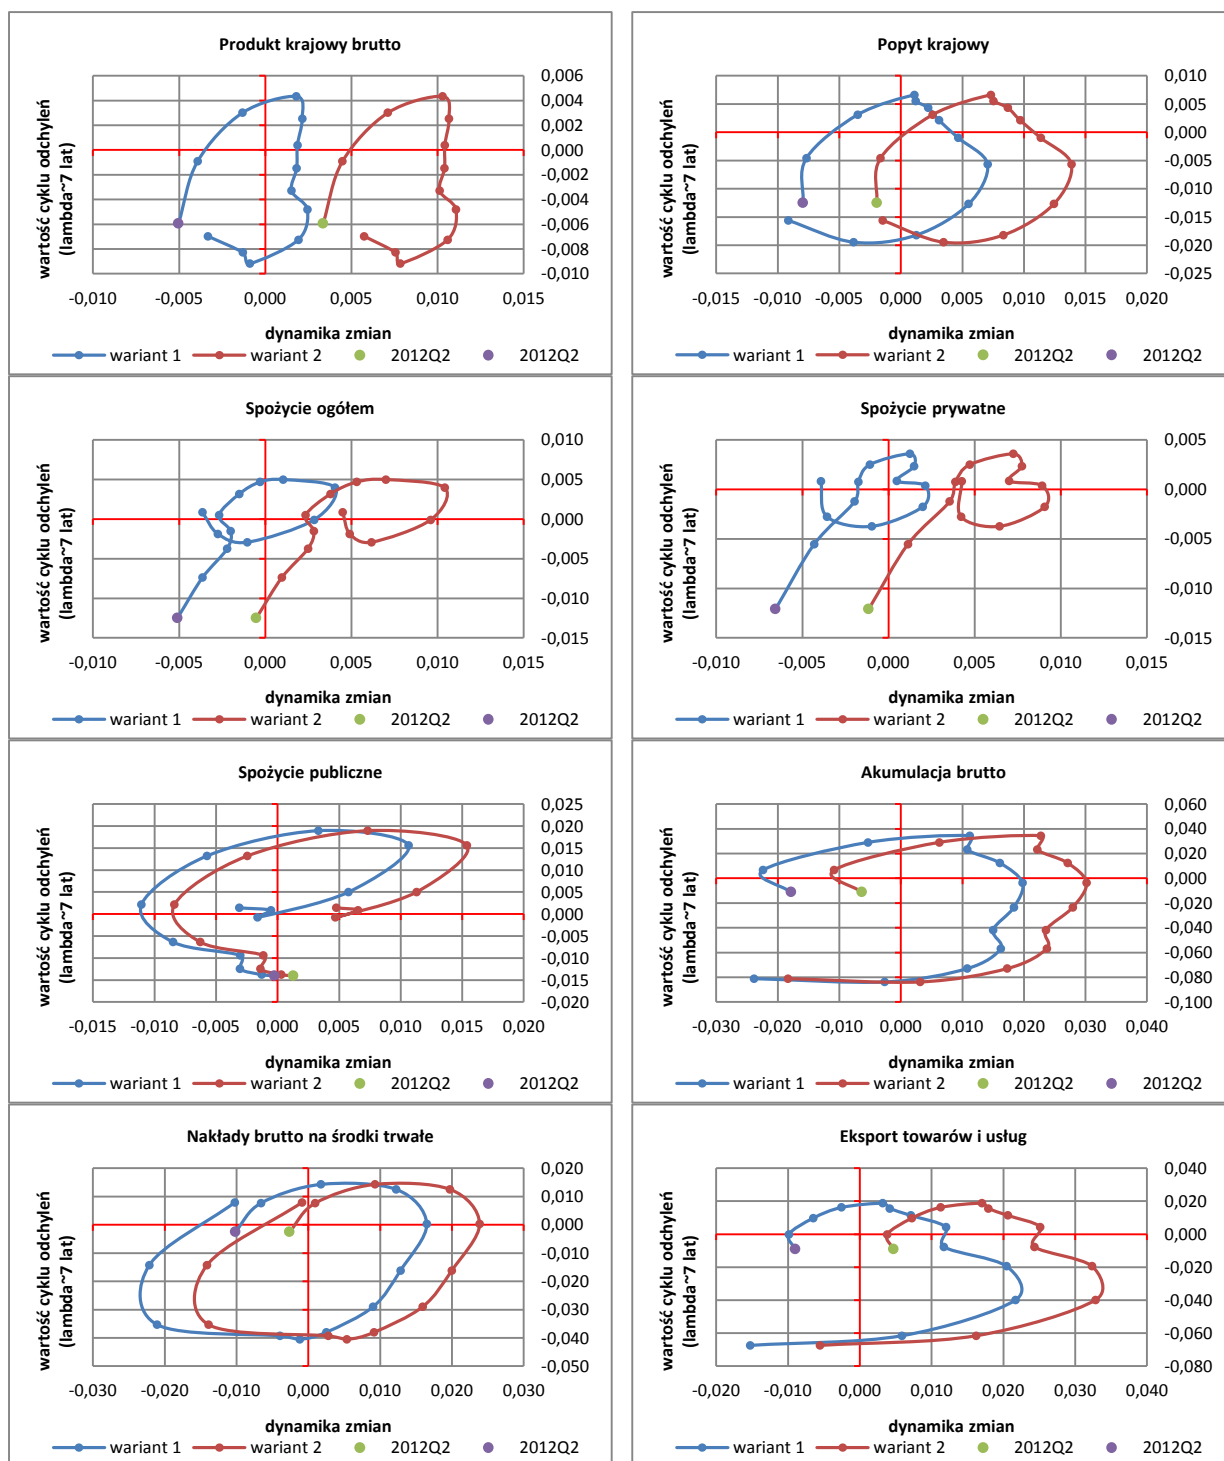 Produkt krajowy brutto
wartość cyklu odchyleń
(lambda~7 lat)
0,006
0,004
0,002
0,000
-0,002
-0,004
-0,006
-0,008
-0,010
-0,010 -0,005 0,000 0,005 0,010 0,015
dynamika zmian
wariant 1 wariant 2 2012Q2 2012Q2
Popyt krajowy
wartość cyklu odchyleń
(lambda~7 lat)
0,010
0,005
0,000
-0,005
-0,010
-0,015
-0,020
-0,025
-0,015 -0,010 -0,005 0,000 0,005 0,010 0,015 0,020
dynamika zmian
wariant 1 wariant 2 2012Q2 2012Q2
Spożycie ogółem
wartość cyklu odchyleń
(lambda~7 lat)
0,010
0,005
0,000
-0,005
-0,010
-0,015
-0,010 -0,005 0,000 0,005 0,010 0,015
dynamika zmian
wariant 1 wariant 2 2012Q2 2012Q2
Spożycie prywatne
wartość cyklu odchyleń
(lambda~7 lat)
0,005
0,000
-0,005
-0,010
-0,015
-0,010 -0,005 0,000 0,005 0,010 0,015
dynamika zmian
wariant 1 wariant 2 2012Q2 2012Q2
Spożycie publiczne
wartość cyklu odchyleń
(lambda~7 lat)
0,025
0,020
0,015
0,010
0,005
0,000
-0,005
-0,010
-0,015
-0,020
-0,015 -0,010 -0,005 0,000 0,005 0,010 0,015 0,020
dynamika zmian
wariant 1 wariant 2 2012Q2 2012Q2
Akumulacja brutto
wartość cyklu odchyleń
(lambda~7 lat)
0,060
0,040
0,020
0,000
-0,020
-0,040
-0,060
-0,080
-0,100
-0,030 -0,020 -0,010 0,000 0,010 0,020 0,030 0,040
dynamika zmian
wariant 1 wariant 2 2012Q2 2012Q2
Nakłady brutto na środki trwałe
wartość cyklu odchyleń
(lambda~7 lat)
0,020
0,010
0,000
-0,010
-0,020
-0,030
-0,040
-0,050
-0,030 -0,020 -0,010 0,000 0,010 0,020 0,030
dynamika zmian
wariant 1 wariant 2 2012Q2 2012Q2
Eksport towarów i usług
wartość cyklu odchyleń
(lambda~7 lat)
0,040
0,020
0,000
-0,020
-0,040
-0,060
-0,080
-0,020 -0,010 0,000 0,010 0,020 0,030 0,040
dynamika zmian
wariant 1 wariant 2 2012Q2 2012Q2